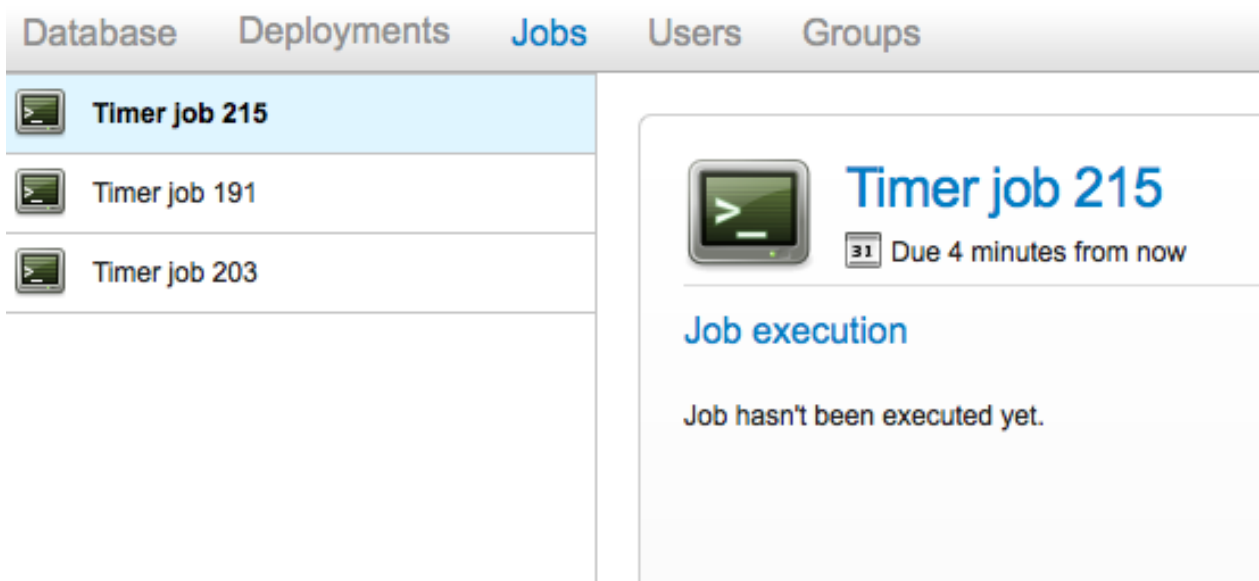 Database Deployments Jobs Users Groups
Timer job 215
Timer job 191
Timer job 203
Timer job 215
31 Due 4 minutes from now
Job execution
Job hasn't been executed yet.